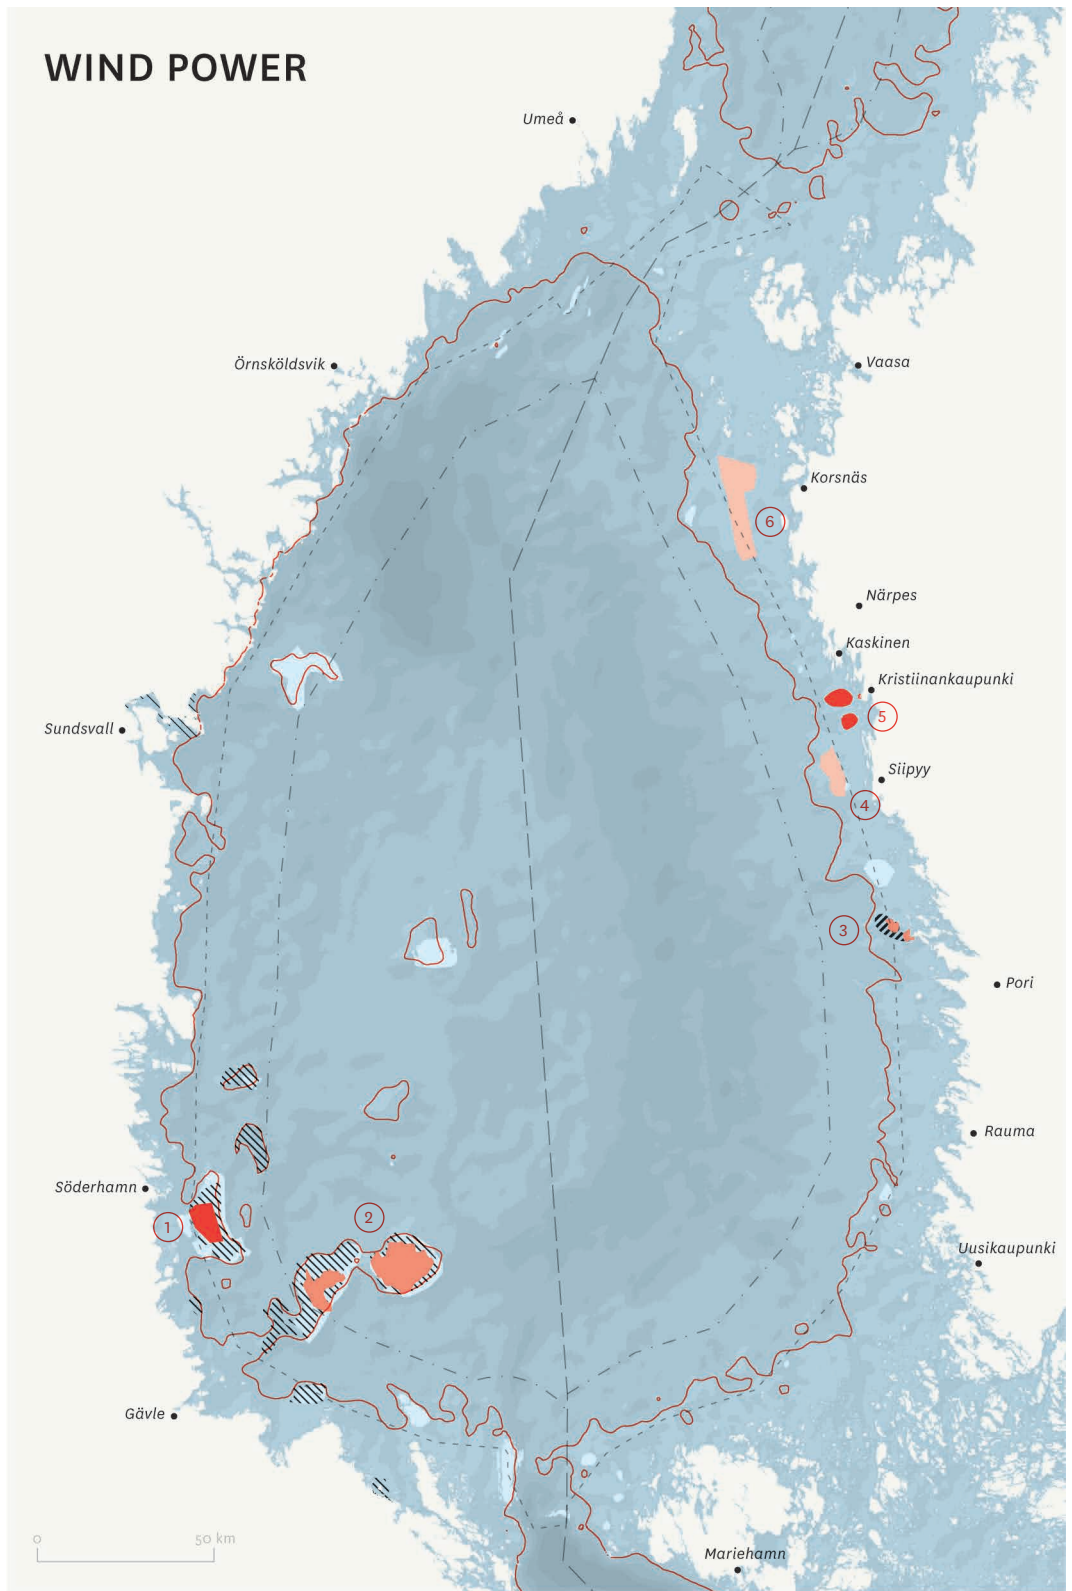 WIND POWER
Umeå
Örnsköldsvik
Vaasa
Korsnäs
6
Närpes
Kaskinen
Kristiinankaupunki
5
Sundsvall
Siipyy
4
3
Pori
Rauma
Söderhamn
1
2
Uusikaupunki
Gävle
0 50 km
Mariehamn